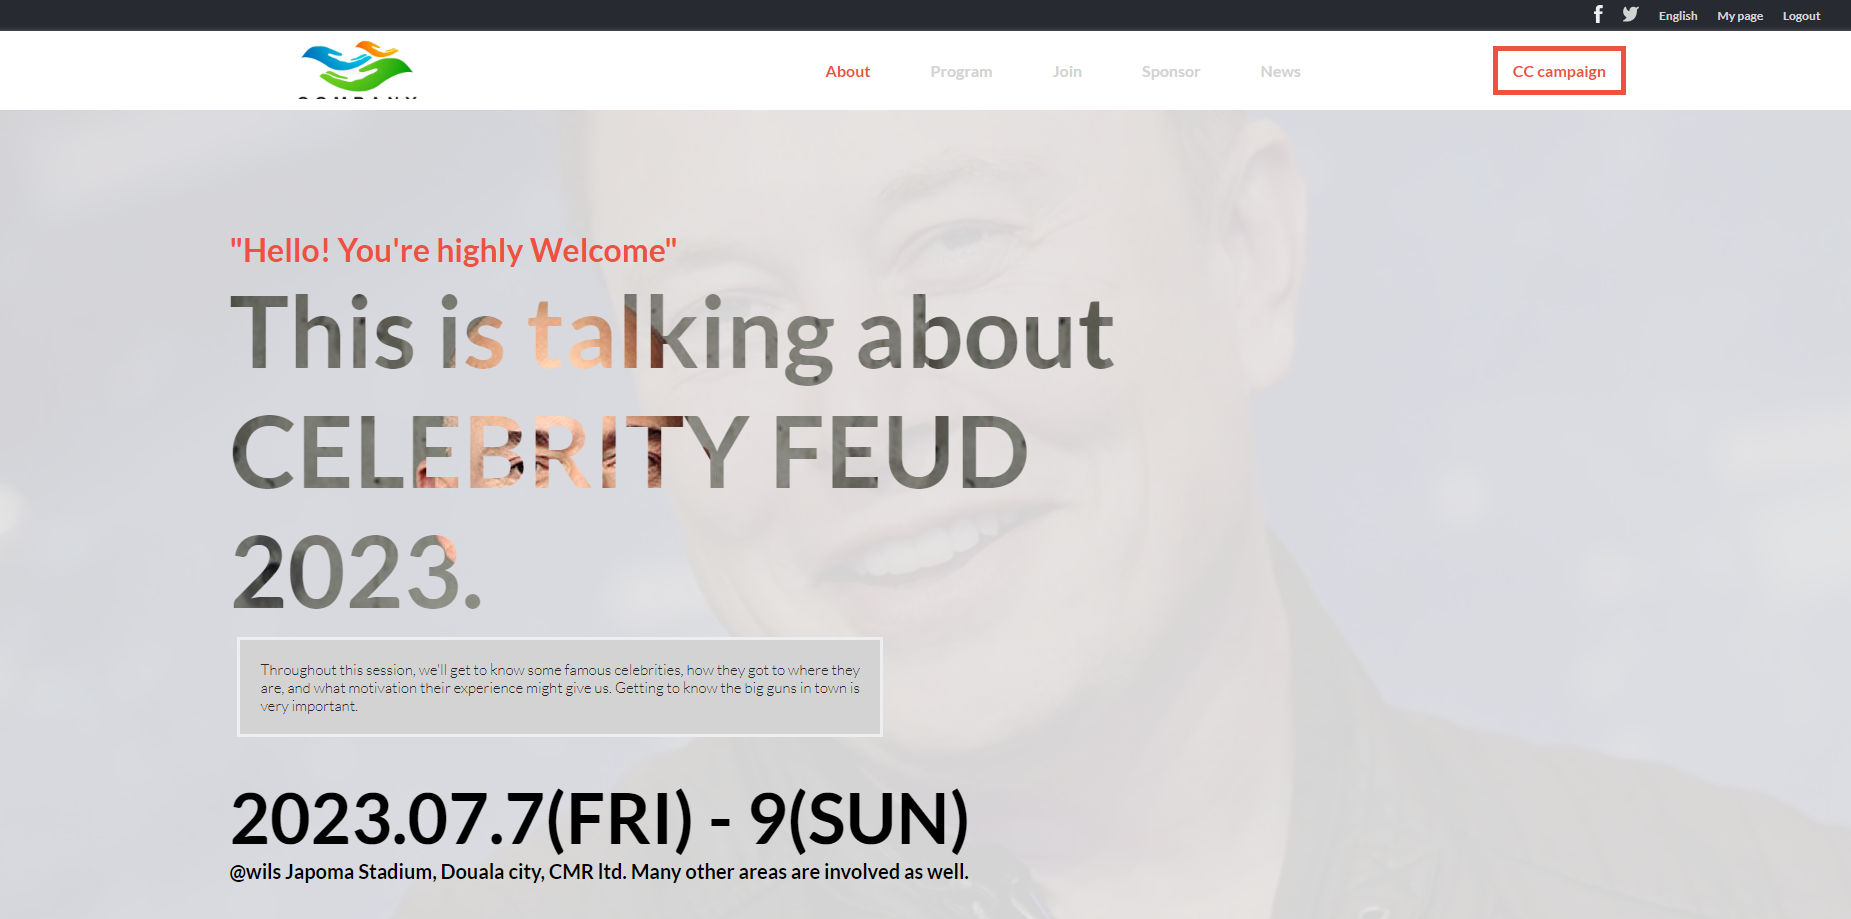 English My page Logout
COMPANY
About Program Join Sponsor News CC campaign
"Hello! You're highly Welcome"
This is talking about
CELEBRITY FEUD
2023.
Throughout this session, we'll get to know some famous celebrities, how they got to where they
are, and what motivation their experience might give us. Getting to know the big guns in town is
very important.
2023.07.7(FRI) - 9(SUN)
@wils Japoma Stadium, Douala city, CMR ltd. Many other areas are involved as well.